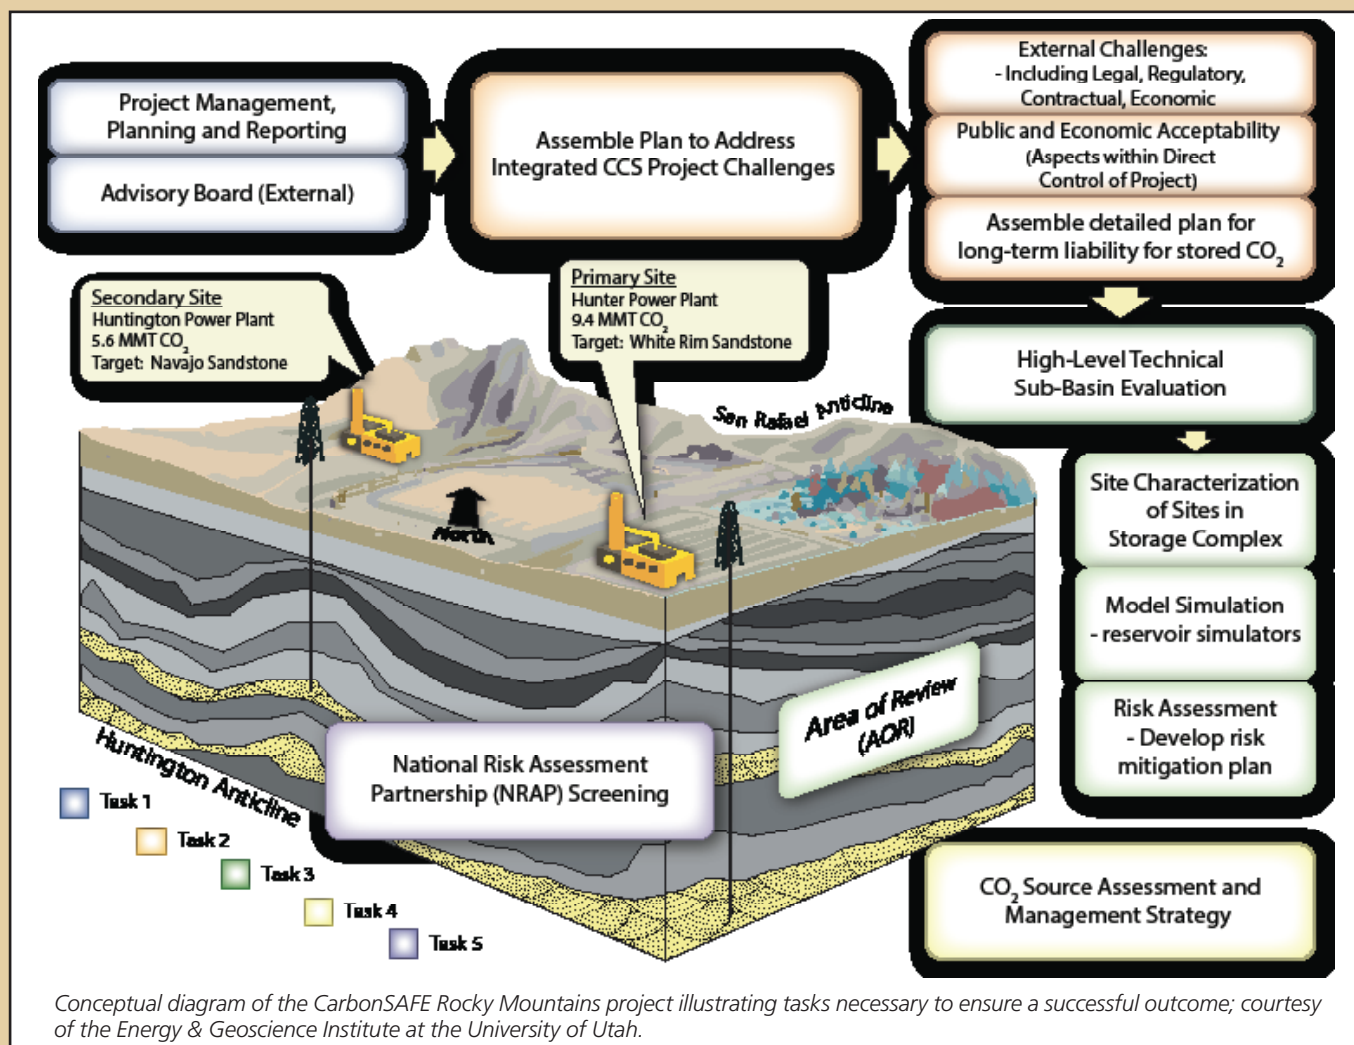 Project Management,
Planning and Reporting
Advisory Board (External)
Assemble Plan to Address
Integrated CCS Project Challenges
External Challenges:
- Including Legal, Regulatory,
Contractual, Economic
Public and Economic Acceptability
(Aspects within Direct
Control of Project)
Assemble detailed plan for
long-term liability for stored CO₂
Secondary Site
Huntington Power Plant
5.6 MMT CO₂
Target: Navajo Sandstone
Primary Site
Hunter Power Plant
9.4 MMT CO₂
Target: White Rim Sandstone
High-Level Technical
Sub-Basin Evaluation
San Rafael Anticline
North
Site Characterization
of Sites in
Storage Complex
Model Simulation
- reservoir simulators
Risk Assessment
- Develop risk
mitigation plan
Area of Review
(AOR)
National Risk Assessment
Partnership (NRAP) Screening
Huntington Anticline
Task 1
Task 2
Task 3
Task 4
Task 5
CO₂ Source Assessment and
Management Strategy
Conceptual diagram of the CarbonSAFE Rocky Mountains project illustrating tasks necessary to ensure a successful outcome; courtesy
of the Energy & Geoscience Institute at the University of Utah.